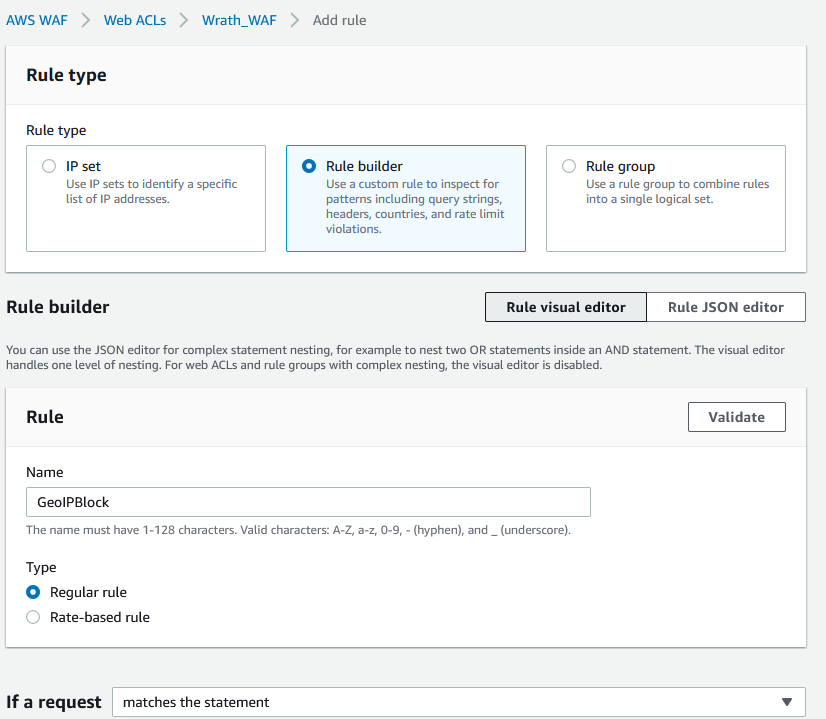 AWS WAF > Web ACLs > Wrath_WAF > Add rule
Rule type
Rule type
IP set
Use IP sets to identify a specific
list of IP addresses.
Rule builder
Use a custom rule to inspect for
patterns including query strings,
headers, countries, and rate limit
violations.
Rule group
Use a rule group to combine rules
into a single logical set.
Rule builder
Rule visual editor
Rule JSON editor
You can use the JSON editor for complex statement nesting, for example to nest two OR statements inside an AND statement. The visual editor
handles one level of nesting. For web ACLs and rule groups with complex nesting, the visual editor is disabled.
Rule
Validate
Name
GeoIPBlock
The name must have 1-128 characters. Valid characters: A-Z, a-z, 0-9, - (hyphen), and _ (underscore).
Type
Regular rule
Rate-based rule
If a request
matches the statement